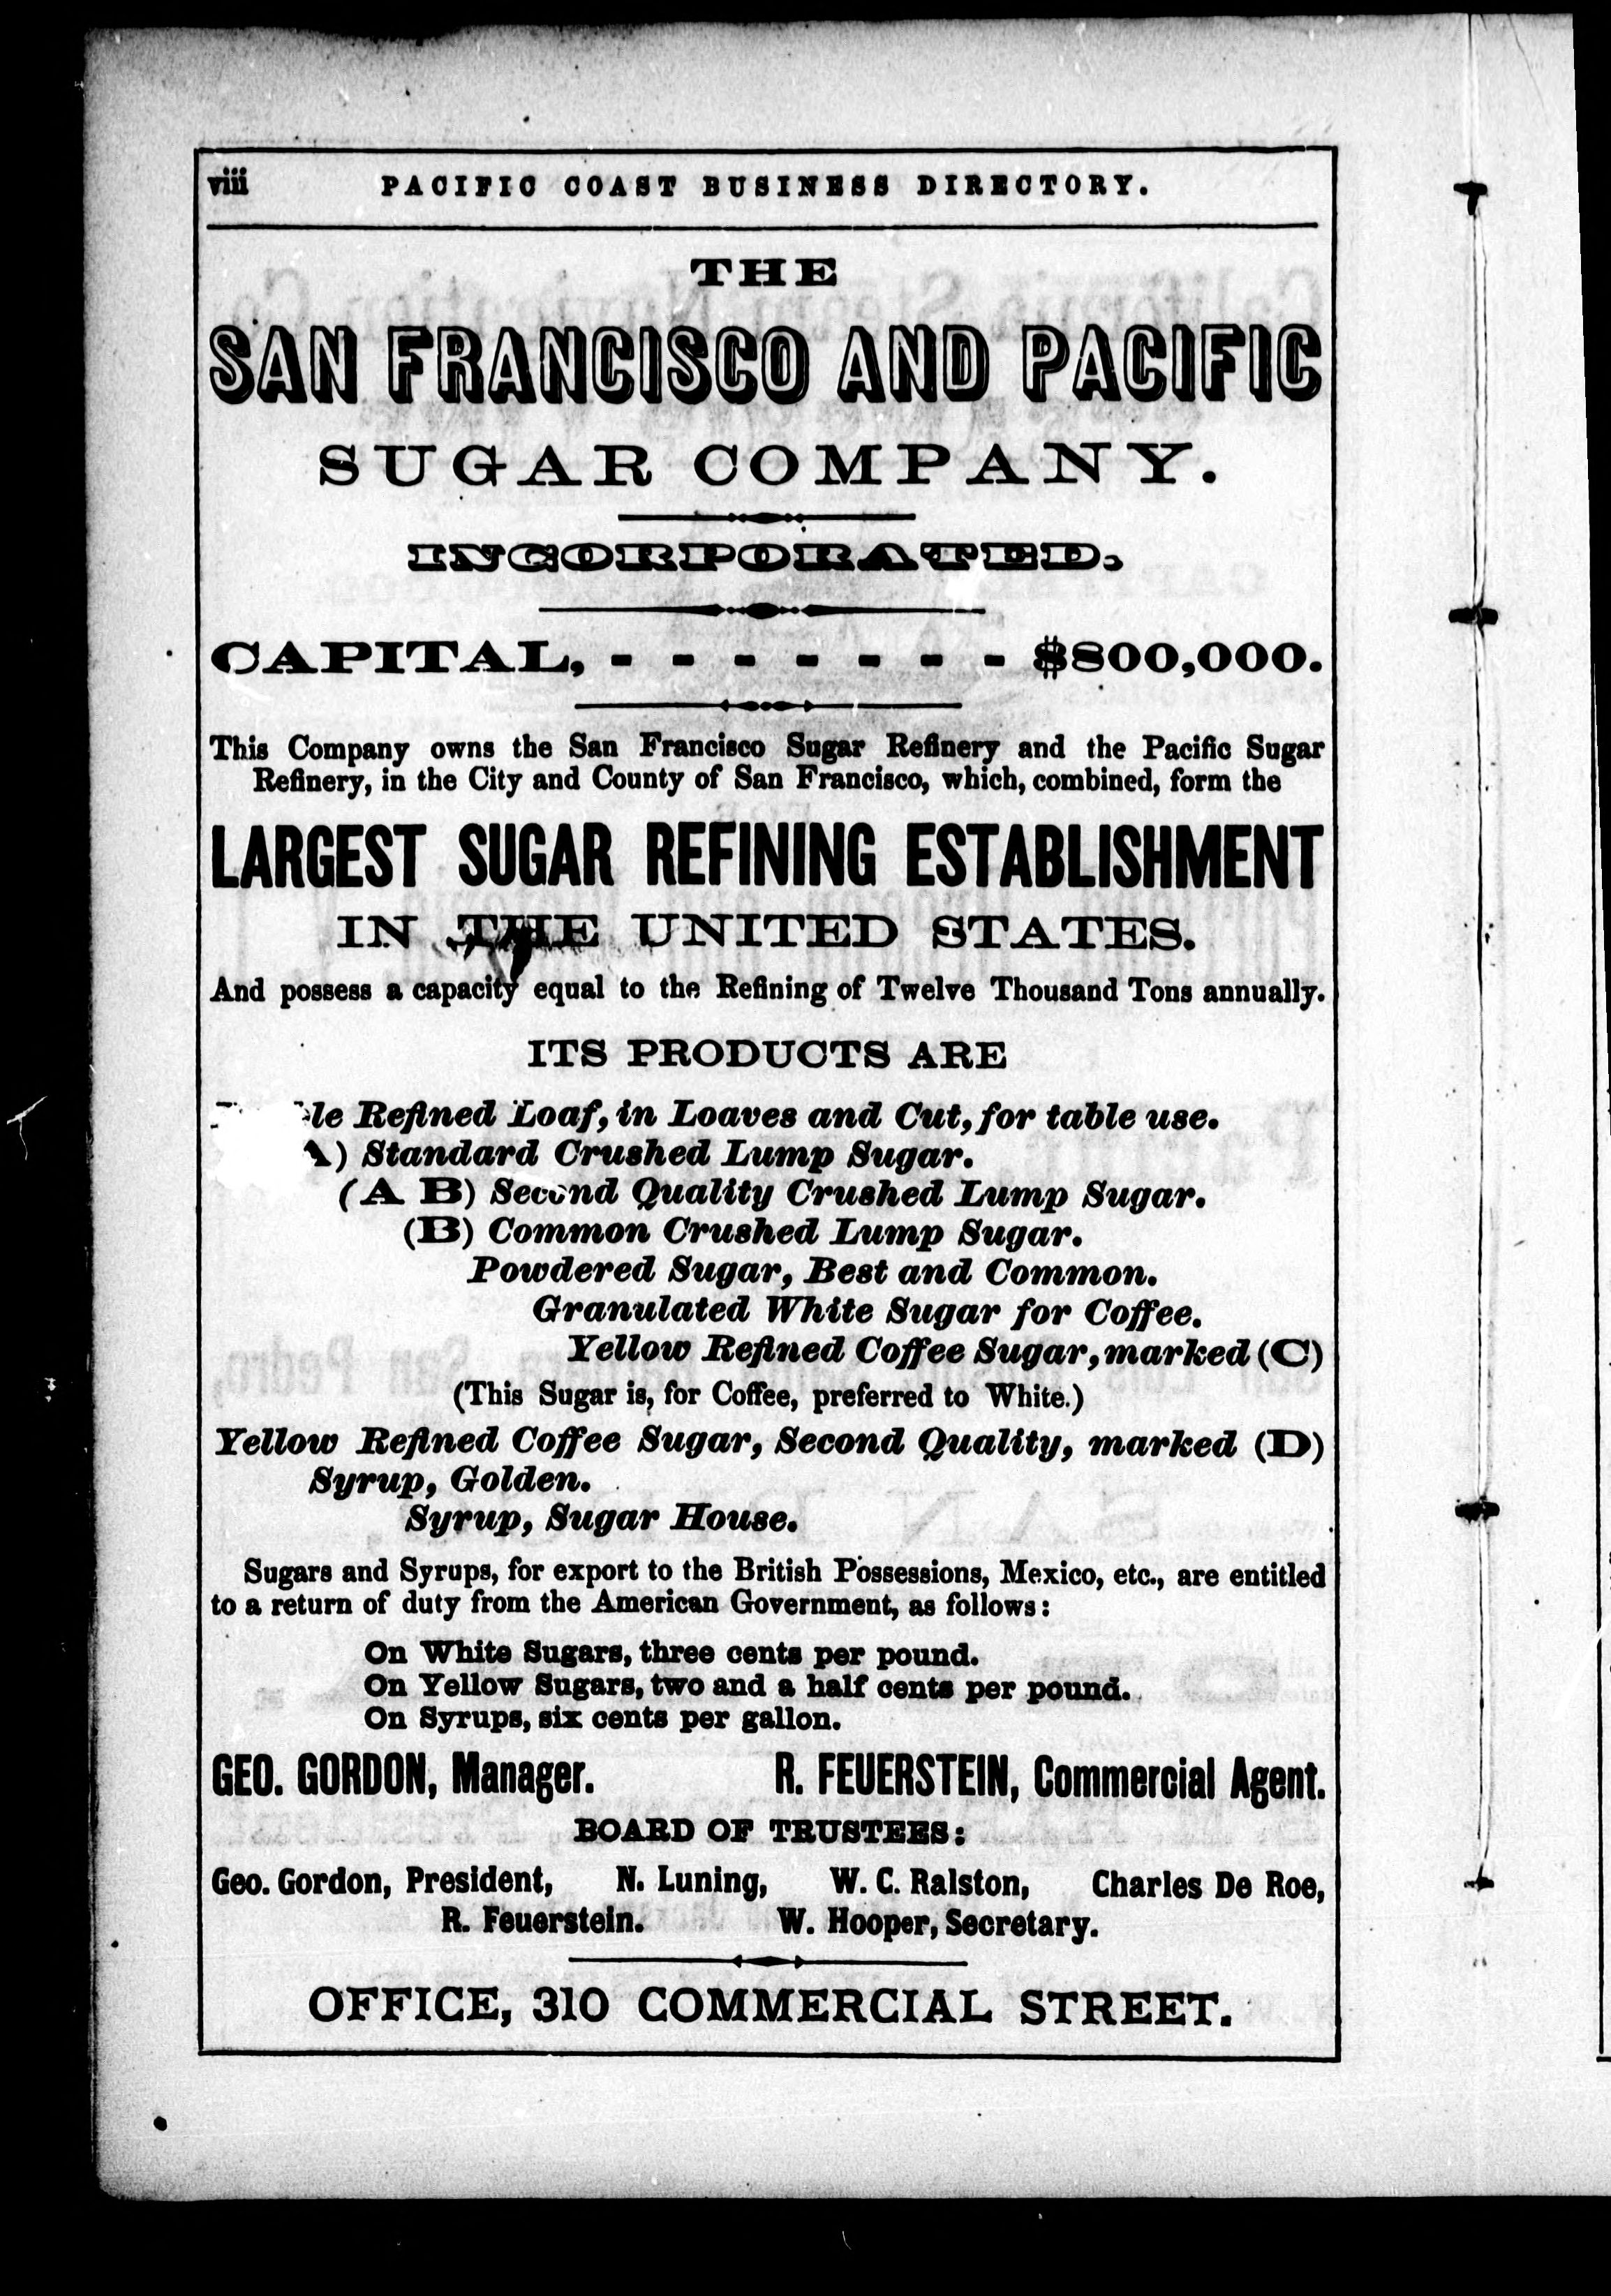 viii PACIFIC COAST BUSINESS DIRECTORY.
THE
SAN FRANCISCO AND PACIFIC
SUGAR COMPANY.
INCORPORATED.
CAPITAL, - - - - - - - $800,000.
This Company owns the San Francisco Sugar Refinery and the Pacific Sugar
Refinery, in the City and County of San Francisco, which, combined, form the
LARGEST SUGAR REFINING ESTABLISHMENT
IN THE UNITED STATES.
And possess a capacity equal to the Refining of Twelve Thousand Tons annually.
ITS PRODUCTS ARE
Refined Loaf, in Loaves and Cut, for table use.
A) Standard Crushed Lump Sugar.
(A B) Second Quality Crushed Lump Sugar.
(B) Common Crushed Lump Sugar.
Powdered Sugar, Best and Common.
Granulated White Sugar for Coffee.
Yellow Refined Coffee Sugar, marked (C)
(This Sugar is, for Coffee, preferred to White.)
Yellow Refined Coffee Sugar, Second Quality, marked (D)
Syrup, Golden.
Syrup, Sugar House.
Sugars and Syrups, for export to the British Possessions, Mexico, etc., are entitled
to a return of duty from the American Government, as follows:
On White Sugars, three cents per pound.
On Yellow Sugars, two and a half cents per pound.
On Syrups, six cents per gallon.
GEO. GORDON, Manager. R. FEUERSTEIN, Commercial Agent.
BOARD OF TRUSTEES:
Geo. Gordon, President, N. Luning, W. C. Ralston, Charles De Roe,
R. Feuerstein. W. Hooper, Secretary.
OFFICE, 310 COMMERCIAL STREET.